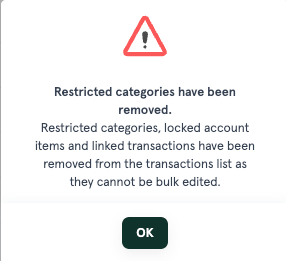 Restricted categories have been
removed.
Restricted categories, locked account
items and linked transactions have been
removed from the transactions list as
they cannot be bulk edited.
OK